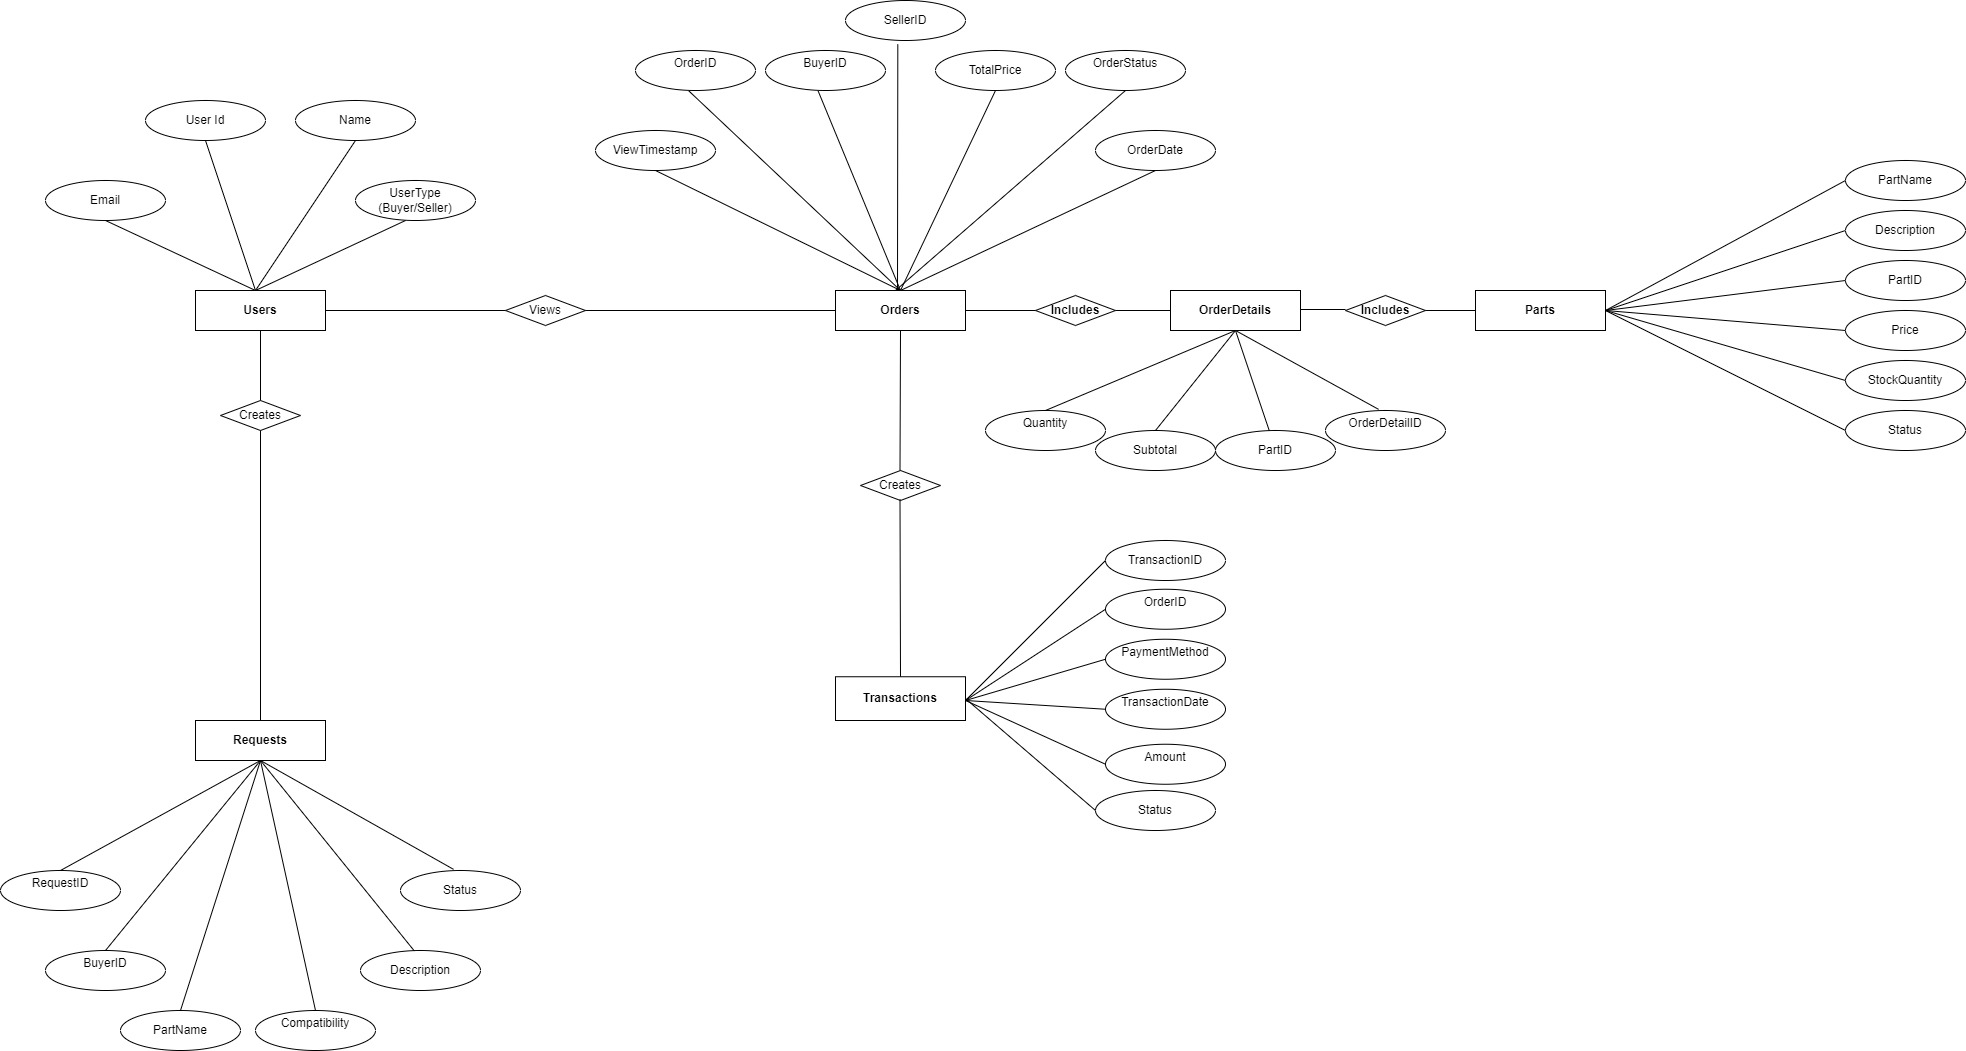 SellerID
OrderID
BuyerID
TotalPrice
OrderStatus
User Id
Name
ViewTimestamp
OrderDate
Email
UserType
(Buyer/Seller)
PartName
Description
PartID
Price
StockQuantity
Status
Users
Views
Orders
Includes
OrderDetails
Includes
Parts
Creates
Quantity
Subtotal
PartID
OrderDetailID
Creates
TransactionID
OrderID
PaymentMethod
TransactionDate
Amount
Status
Transactions
Requests
RequestID
Status
BuyerID
Description
PartName
Compatibility